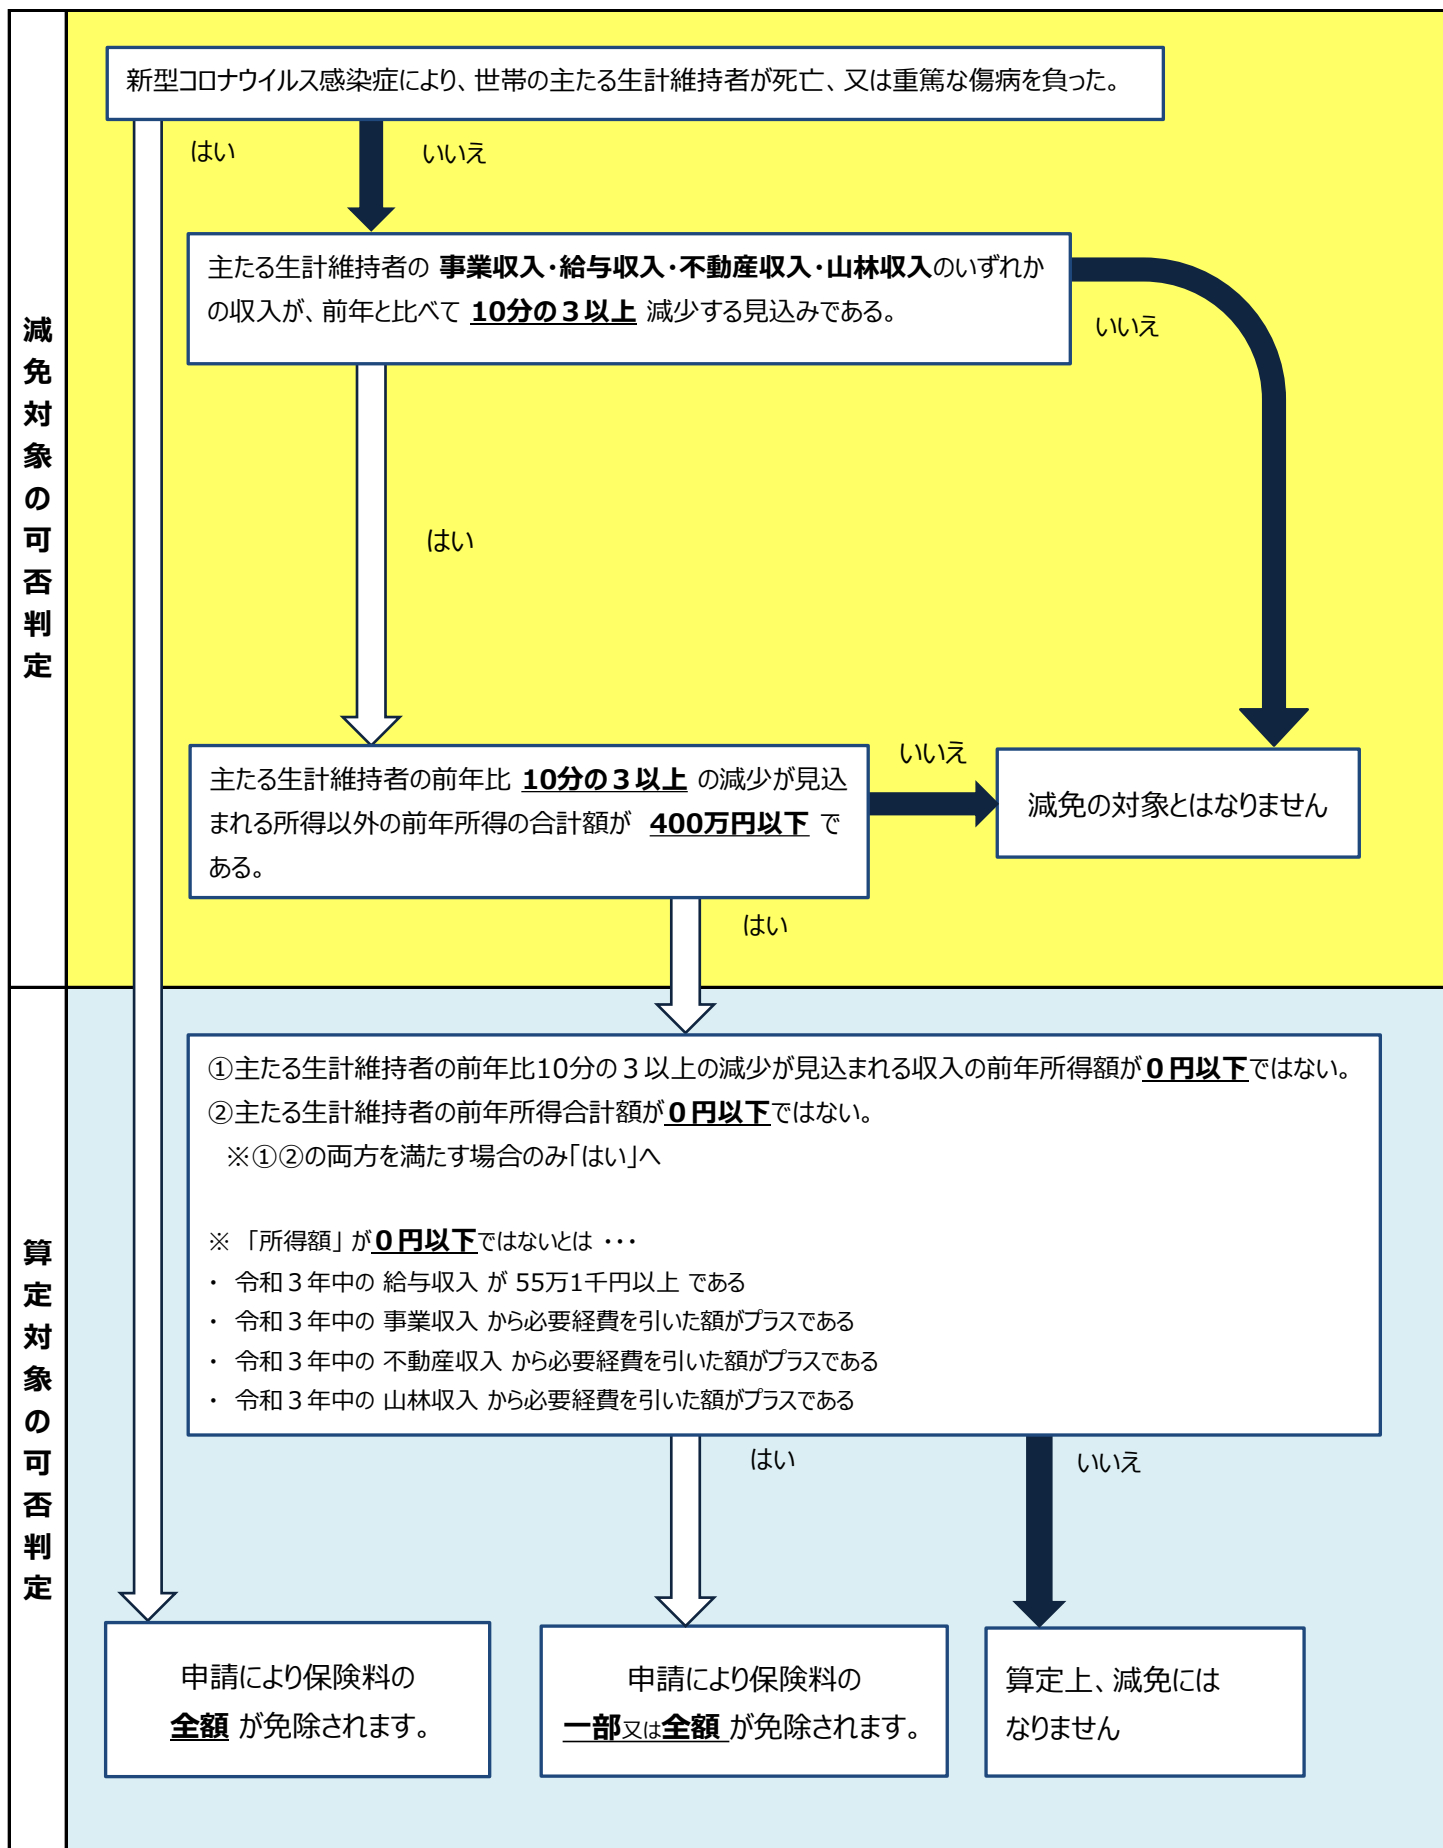 減免対象の可否判定
新型コロナウイルス感染症により、世帯の主たる生計維持者が死亡、又は重篤な傷病を負った。
はい
いいえ
主たる生計維持者の 事業収入・給与収入・不動産収入・山林収入のいずれか
の収入が、前年と比べて 10分の３以上 減少する見込みである。
いいえ
はい
主たる生計維持者の前年比 10分の３以上 の減少が見込
まれる所得以外の前年所得の合計額が 400万円以下 で
ある。
いいえ
減免の対象とはなりません
はい
算定対象の可否判定
①主たる生計維持者の前年比10分の３以上の減少が見込まれる収入の前年所得額が０円以下ではない。
②主たる生計維持者の前年所得合計額が０円以下ではない。
※①②の両方を満たす場合のみ「はい」へ
※ 「所得額」が０円以下ではないとは ・・・
・ 令和３年中の 給与収入 が 55万1千円以上 である
・ 令和３年中の 事業収入 から必要経費を引いた額がプラスである
・ 令和３年中の 不動産収入 から必要経費を引いた額がプラスである
・ 令和３年中の 山林収入 から必要経費を引いた額がプラスである
はい
いいえ
申請により保険料の
全額 が免除されます。
申請により保険料の
一部又は全額 が免除されます。
算定上、減免には
なりません